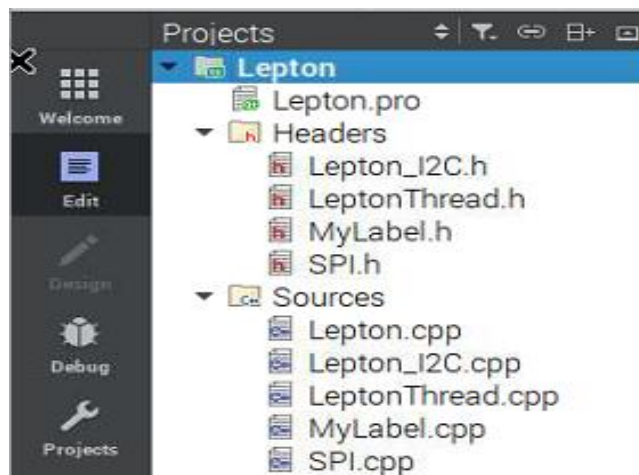 Projects
Lepton
Lepton.pro
Headers
Lepton_I2C.h
LeptonThread.h
MyLabel.h
SPI.h
Sources
Lepton.cpp
Lepton_I2C.cpp
LeptonThread.cpp
MyLabel.cpp
SPI.cpp
Welcome
Edit
Design
Debug
Projects